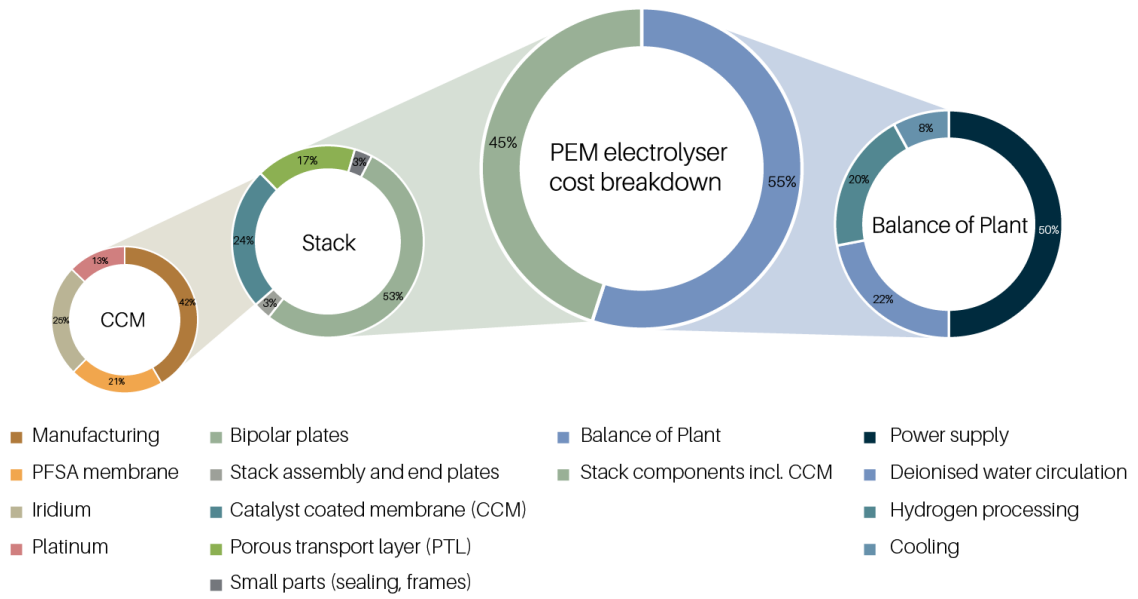 45%
PEM electrolyser
cost breakdown
55%
8%
20%
Balance of Plant
50%
22%
17%
3%
24%
Stack
3%
53%
13%
42%
25%
CCM
21%
Manufacturing
PFSA membrane
Iridium
Platinum
Bipolar plates
Stack assembly and end plates
Catalyst coated membrane (CCM)
Porous transport layer (PTL)
Small parts (sealing, frames)
Balance of Plant
Stack components incl. CCM
Power supply
Deionised water circulation
Hydrogen processing
Cooling